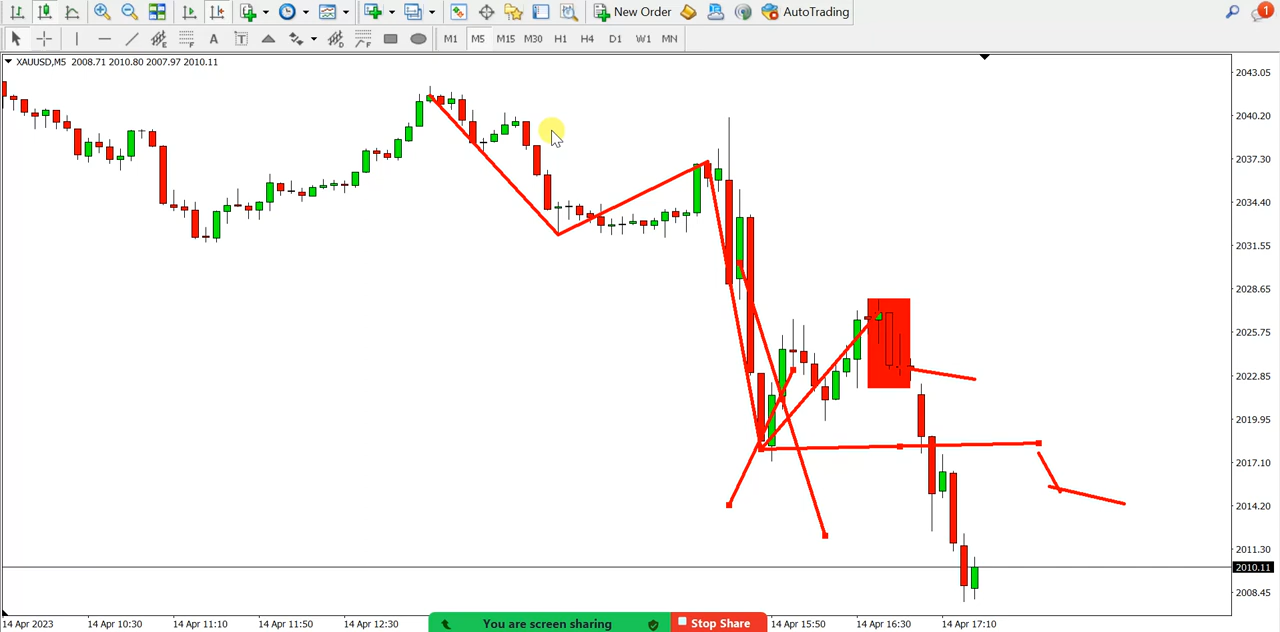 New Order
AutoTrading
1
A
T
E
F
E
F
M1 M5 M15 M30 H1 H4 D1 W1 MN
XAUUSD,M5 2008.71 2010.80 2007.97 2010.11
2043.05
2040.20
2037.30
2034.40
2031.55
2028.65
2025.75
2022.85
2019.95
2017.10
2014.20
2011.30
2010.11
2008.45
14 Apr 2023
14 Apr 10:30
14 Apr 11:10
14 Apr 11:50
14 Apr 12:30
You are screen sharing
Stop Share
14 Apr 15:50
14 Apr 16:30
14 Apr 17:10